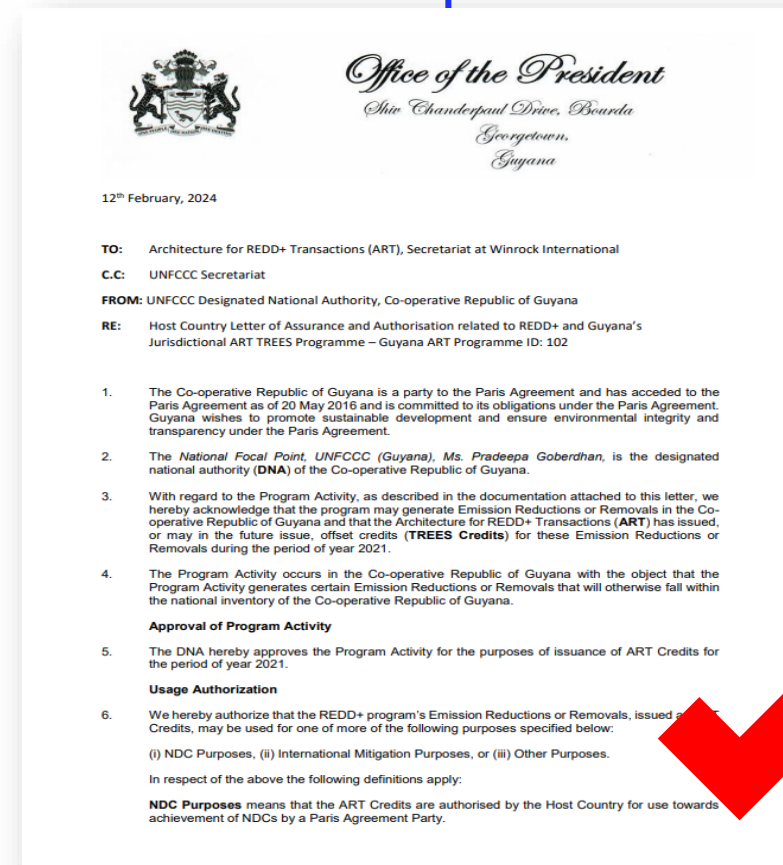 Office of the President
Shiv Chanderpaul Drive, Bourda
Georgetown,
Guyana
12th February, 2024
TO: Architecture for REDD+ Transactions (ART), Secretariat at Winrock International
C.C: UNFCCC Secretariat
FROM: UNFCCC Designated National Authority, Co-operative Republic of Guyana
RE: Host Country Letter of Assurance and Authorisation related to REDD+ and Guyana's
Jurisdictional ART TREES Programme – Guyana ART Programme ID: 102
1. The Co-operative Republic of Guyana is a party to the Paris Agreement and has acceded to the
Paris Agreement as of 20 May 2016 and is committed to its obligations under the Paris Agreement.
Guyana wishes to promote sustainable development and ensure environmental integrity and
transparency under the Paris Agreement.
2. The National Focal Point, UNFCCC (Guyana), Ms. Pradeepa Goberdhan, is the designated
national authority (DNA) of the Co-operative Republic of Guyana.
3. With regard to the Program Activity, as described in the documentation attached to this letter, we
hereby acknowledge that the program may generate Emission Reductions or Removals in the Co-
operative Republic of Guyana and that the Architecture for REDD+ Transactions (ART) has issued,
or may in the future issue, offset credits (TREES Credits) for these Emission Reductions or
Removals during the period of year 2021.
4. The Program Activity occurs in the Co-operative Republic of Guyana with the object that the
Program Activity generates certain Emission Reductions or Removals that will otherwise fall within
the national inventory of the Co-operative Republic of Guyana.
Approval of Program Activity
5. The DNA hereby approves the Program Activity for the purposes of issuance of ART Credits for
the period of year 2021.
Usage Authorization
6. We hereby authorize that the REDD+ program's Emission Reductions or Removals, issued
Credits, may be used for one of more of the following purposes specified below:
(i) NDC Purposes, (ii) International Mitigation Purposes, or (iii) Other Purposes.
In respect of the above the following definitions apply:
NDC Purposes means that the ART Credits are authorised by the Host Country for use towards
achievement of NDCs by a Paris Agreement Party.